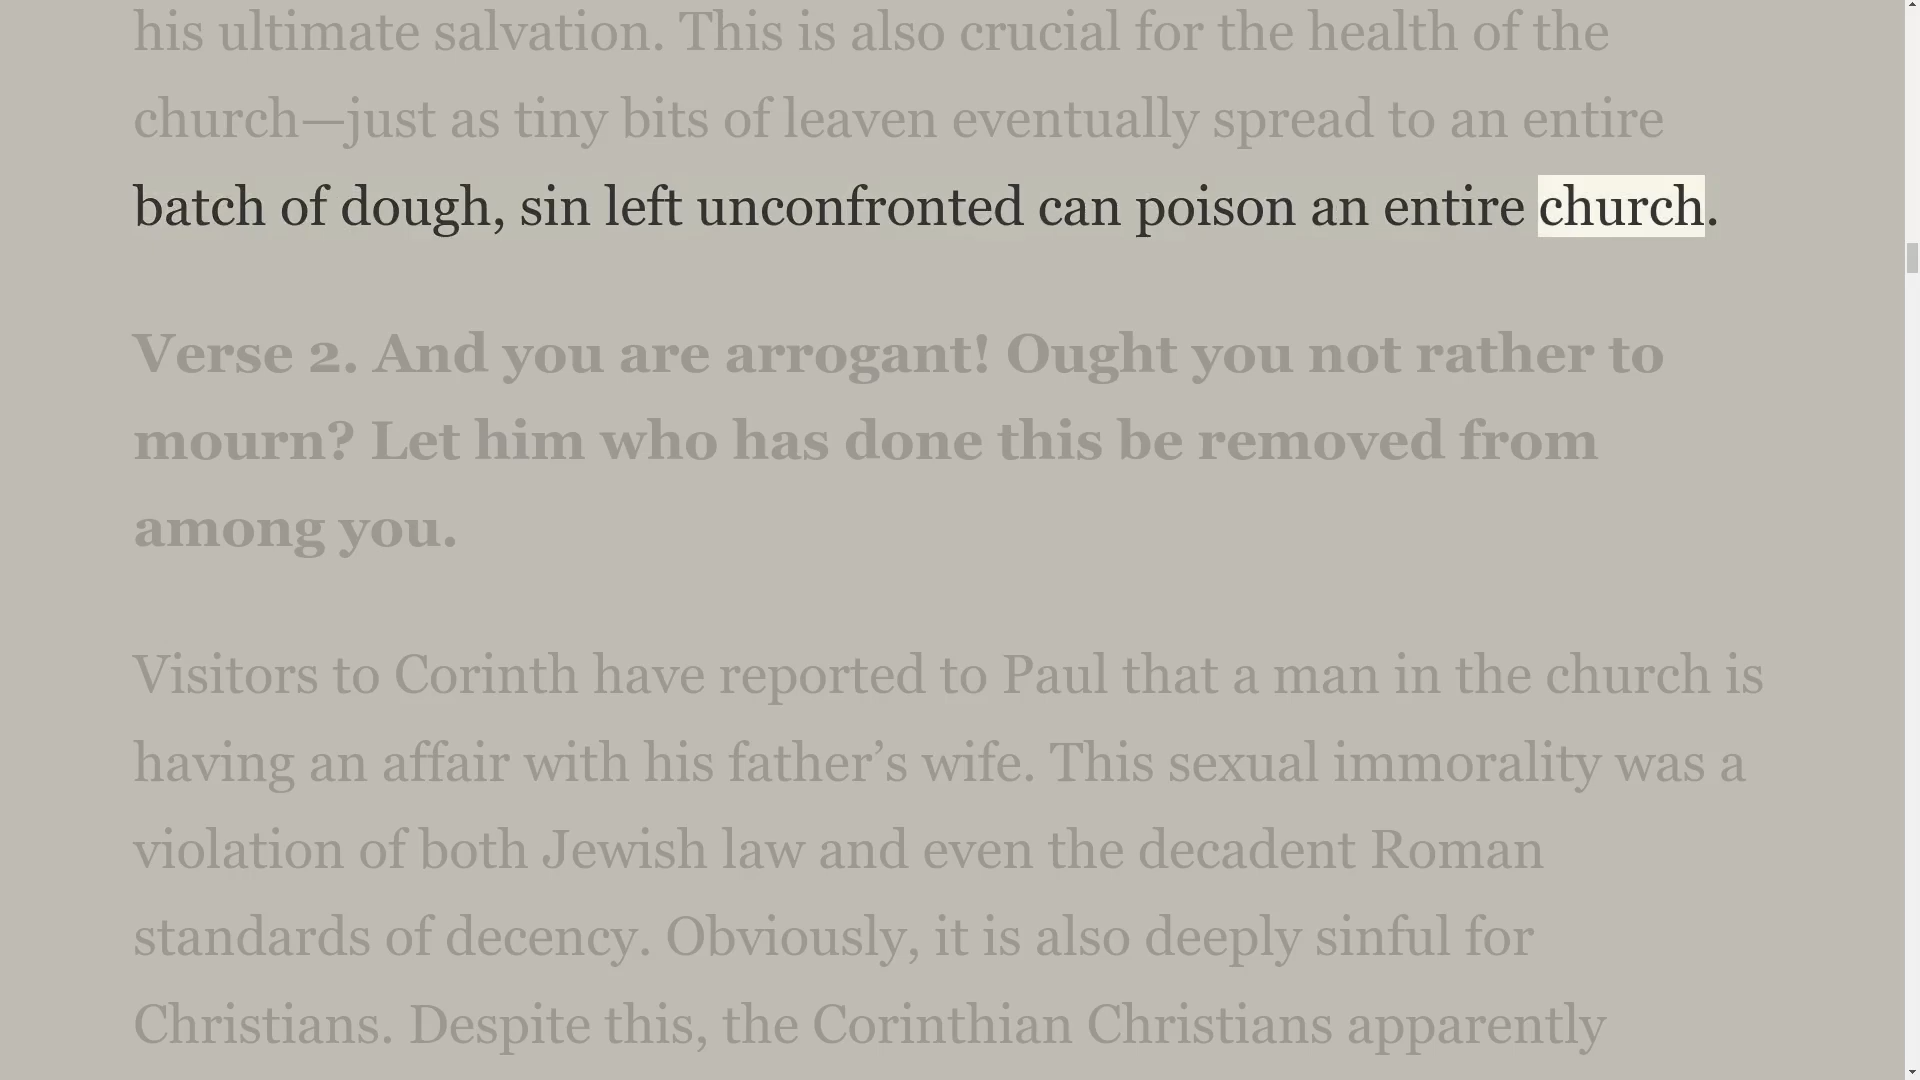 his ultimate salvation. This is also crucial for the health of the
church—just as tiny bits of leaven eventually spread to an entire
batch of dough, sin left unconfronted can poison an entire church.
Verse 2. And you are arrogant! Ought you not rather to
mourn? Let him who has done this be removed from
among you.
Visitors to Corinth have reported to Paul that a man in the church is
having an affair with his father’s wife. This sexual immorality was a
violation of both Jewish law and even the decadent Roman
standards of decency. Obviously, it is also deeply sinful for
Christians. Despite this, the Corinthian Christians apparently